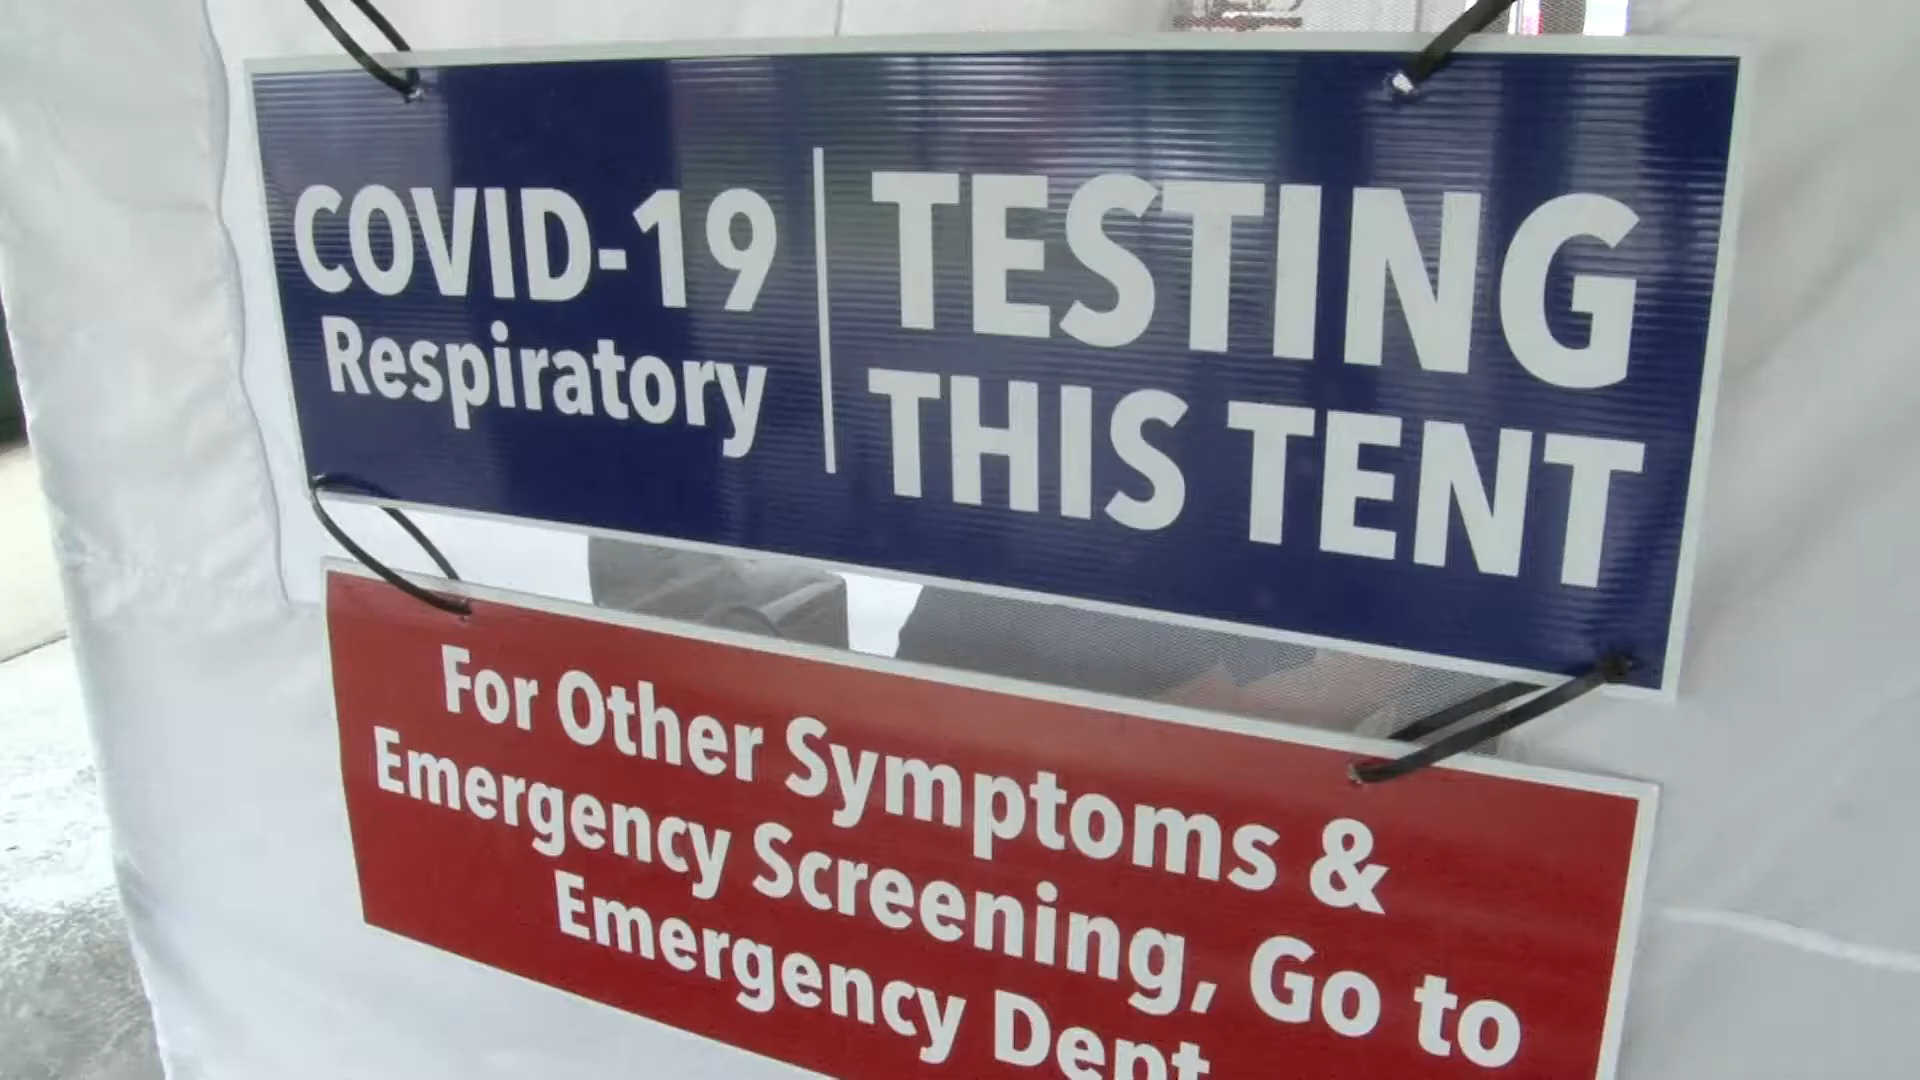 COVID-19
Respiratory
TESTING
THIS TENT
For Other Symptoms &
Emergency Screening, Go to
Emergency Dept.